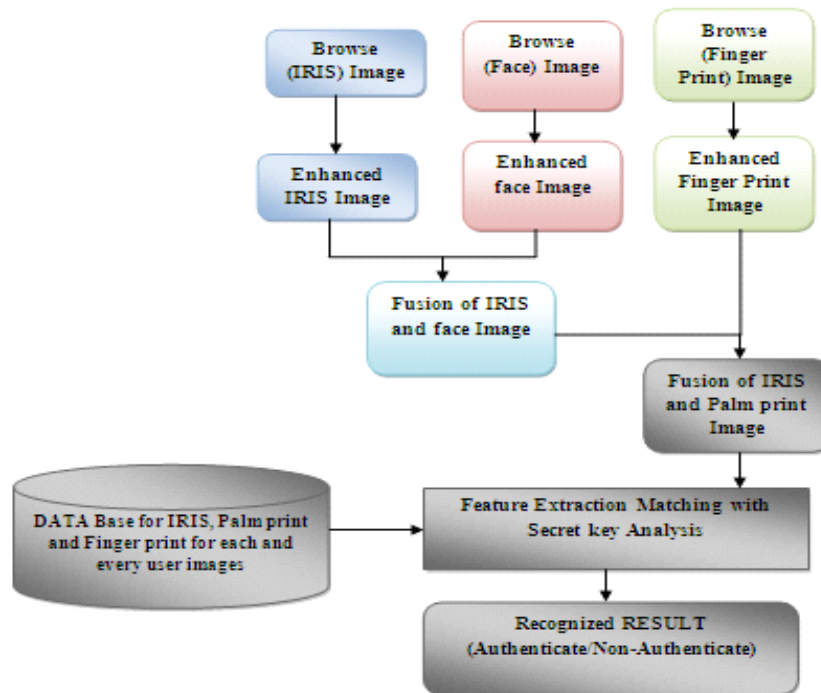 Browse
(IRIS) Image
Browse
(Face) Image
Browse
(Finger
Print) Image
Enhanced
IRIS Image
Enhanced
face Image
Enhanced
Finger Print
Image
Fusion of IRIS
and face Image
Fusion of IRIS
and Palm print
Image
DATA Base for IRIS, Palm print
and Finger print for each and
every user images
Feature Extraction Matching with
Secret key Analysis
Recognized RESULT
(Authenticate/Non-Authenticate)